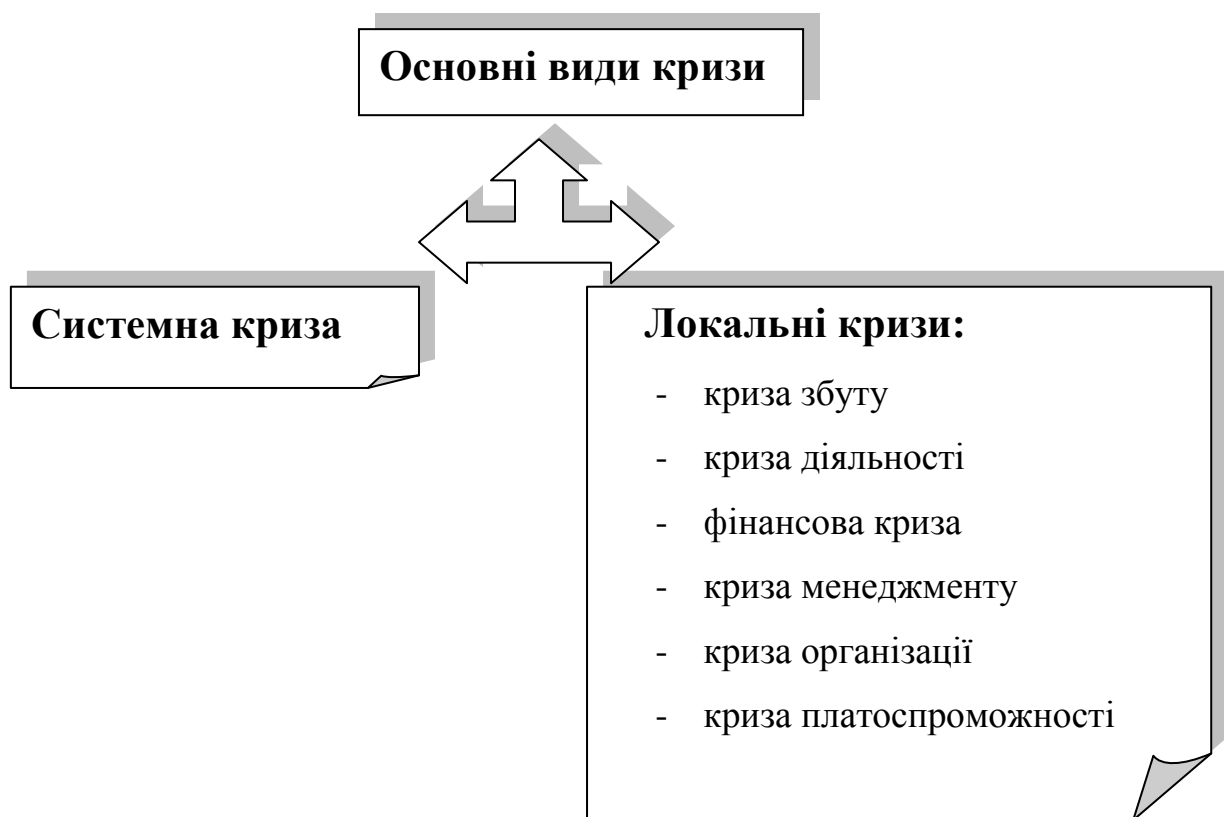 Основні види кризи
Системна криза
Локальні кризи:
- криза збуту
- криза діяльності
- фінансова криза
- криза менеджменту
- криза організації
- криза платоспроможності